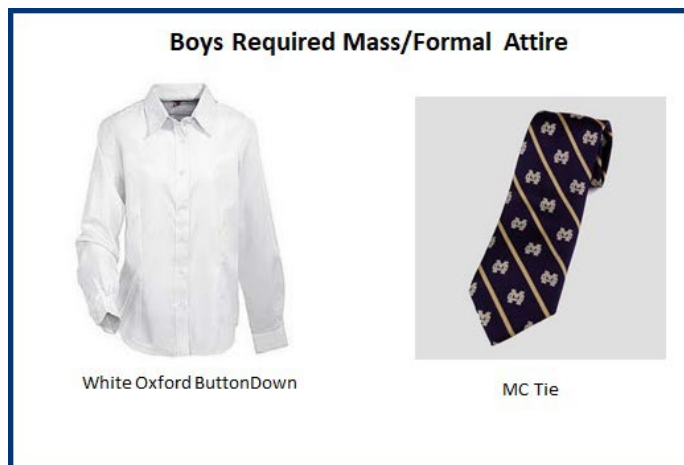 Boys Required Mass/Formal Attire
White Oxford ButtonDown
MC Tie